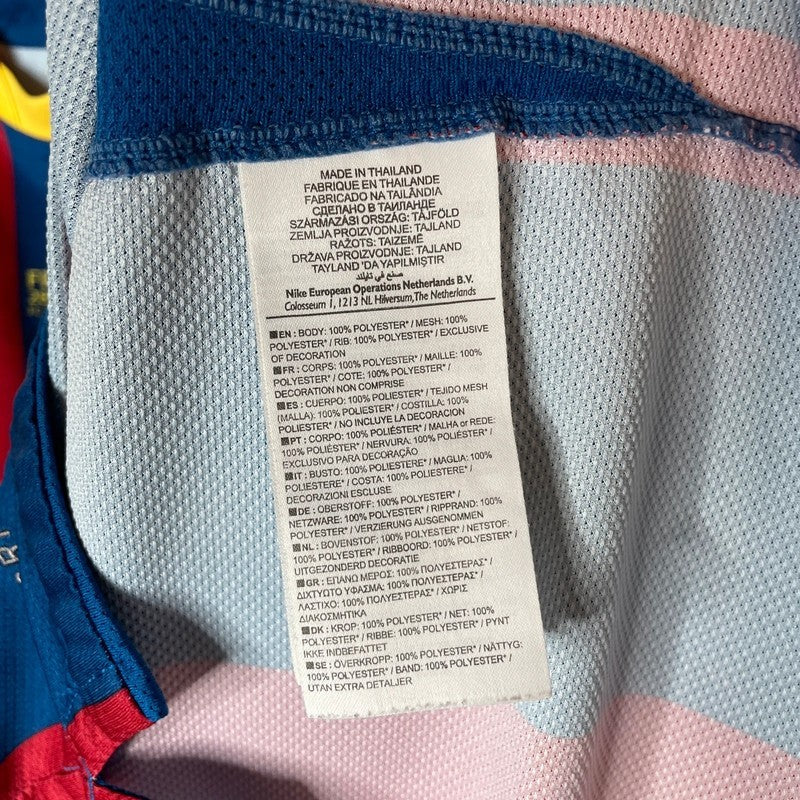 MADE IN THAILAND
FABRIQUE EN THAILANDE
FABRICADO NA TAILÂNDIA
СДЕЛАНО В ТАИЛАНДЕ
SZÁRMAZÁSI ORSZÁG: TÁJFÖLD
ZEMLJA PROIZVODNJE: TAJLAND
RAŽOTS: TAIZEMĒ
DRŽAVA PROIZVODNJE: TAJLAND
TAYLAND 'DA YAPILMIŞTIR
صنع في تايلند
Nike European Operations Netherlands B.V.
Colosseum 1, 1213 NL Hilversum,The Netherlands
EN : BODY: 100% POLYESTER* / MESH: 100%
POLYESTER* / RIB: 100% POLYESTER* / EXCLUSIVE
OF DECORATION
FR : CORPS: 100% POLYESTER* / MAILLE: 100%
POLYESTER* / COTE: 100% POLYESTER* /
DECORATION NON COMPRISE
ES : CUERPO: 100% POLIESTER* / TEJIDO MESH
(MALLA): 100% POLIESTER* / COSTILLA: 100%
POLIESTER* / NO INCLUYE LA DECORACION
PT : CORPO: 100% POLIÉSTER* / MALHA or REDE:
100% POLIÉSTER* / NERVURA: 100% POLIÉSTER* /
EXCLUSIVO PARA DECORAÇÃO
IT : BUSTO: 100% POLIESTERE* / MAGLIA: 100%
POLIESTERE* / COSTA: 100% POLIESTERE* /
DECORAZIONI ESCLUSE
DE : OBERSTOFF: 100% POLYESTER* /
NETZWARE: 100% POLYESTER* / RIPPRAND: 100%
POLYESTER* / VERZIERUNG AUSGENOMMEN
NL : BOVENSTOF: 100% POLYESTER* / NETSTOF:
100% POLYESTER* / RIBBOORD: 100% POLYESTER*
UITGEZONDERD DECORATIE
GR : ΕΠΑΝΩ ΜΕΡΟΣ: 100% ΠΟΛΥΕΣΤΕΡΑΣ* /
ΔΙΧΤΥΩΤΟ ΥΦΑΣΜΑ: 100% ΠΟΛΥΕΣΤΕΡΑΣ* /
ΛΑΣΤΙΧΟ: 100% ΠΟΛΥΕΣΤΕΡΑΣ* / ΧΩΡΙΣ
ΔΙΑΚΟΣΜΗΤΙΚΑ
DK : KROP: 100% POLYESTER* / NET: 100%
POLYESTER* / RIBBE: 100% POLYESTER* / PYNT
IKKE INDBEFATTET
SE : ÖVERKROPP: 100% POLYESTER* / NÄTTYG:
100% POLYESTER* / BAND: 100% POLYESTER* /
UTAN EXTRA DETALJER